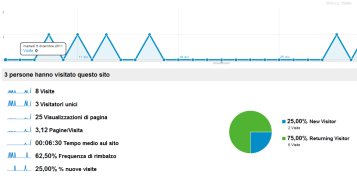 martedì 6 dicembre 2011
Visite 0
3 persone hanno visitato questo sito
8 Visite
3 Visitatori unici
25 Visualizzazioni di pagina
3,12 Pagine/Visita
00:06:30 Tempo medio sul sito
62,50% Frequenza di rimbalzo
25,00% % nuove visite
25,00% New Visitor
2 Visite
75,00% Returning Visitor
6 Visite